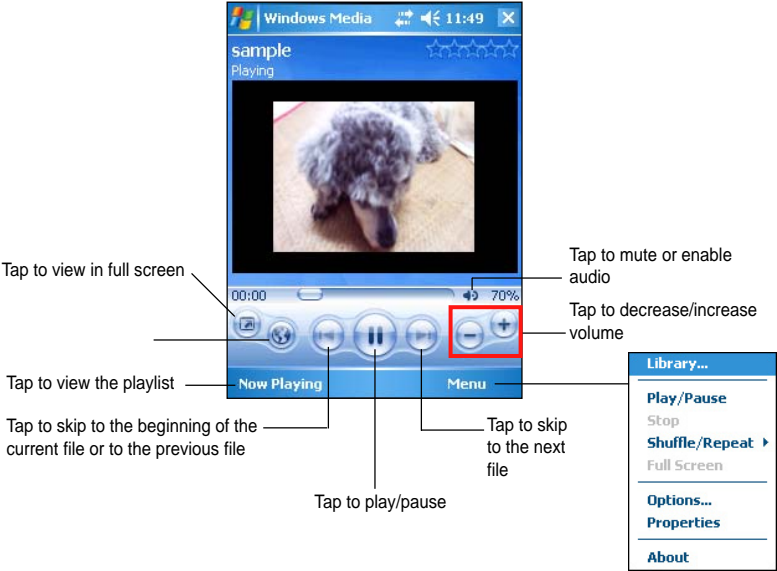 Windows Media 11:49
sample
Playing
Tap to view in full screen
Tap to mute or enable
audio
00:00
70%
Tap to decrease/increase
volume
Tap to view the playlist
Now Playing
Menu
Tap to skip to the beginning of the
current file or to the previous file
Tap to skip
to the next
file
Tap to play/pause
Library...
Play/Pause
Stop
Shuffle/Repeat
Full Screen
Options...
Properties
About